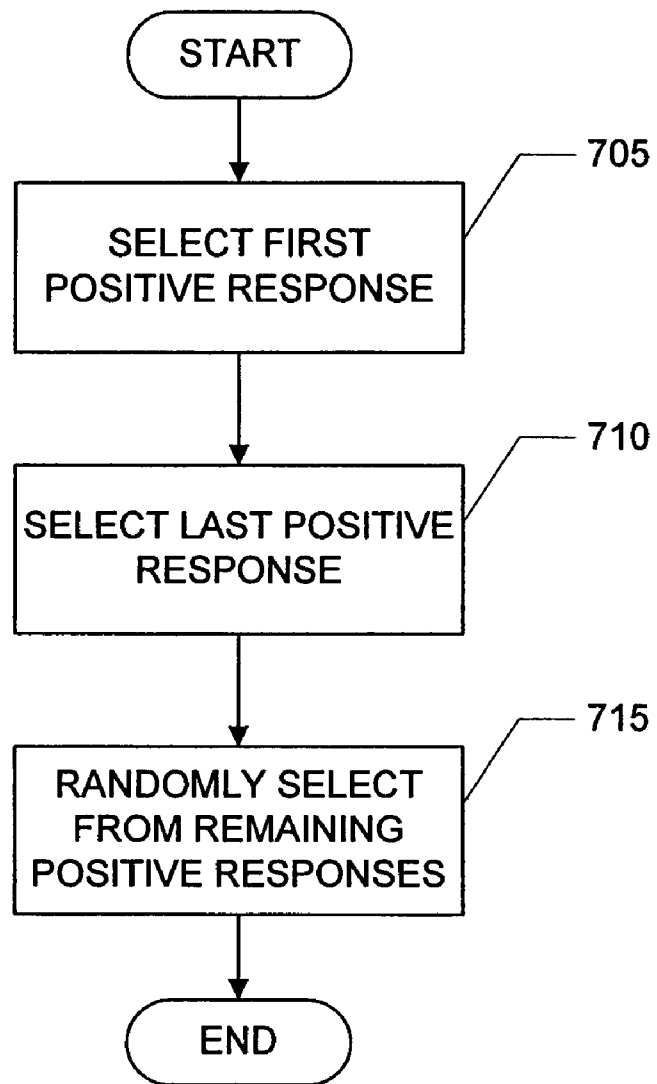 START
705
SELECT FIRST
POSITIVE RESPONSE
710
SELECT LAST POSITIVE
RESPONSE
715
RANDOMLY SELECT
FROM REMAINING
POSITIVE RESPONSES
END